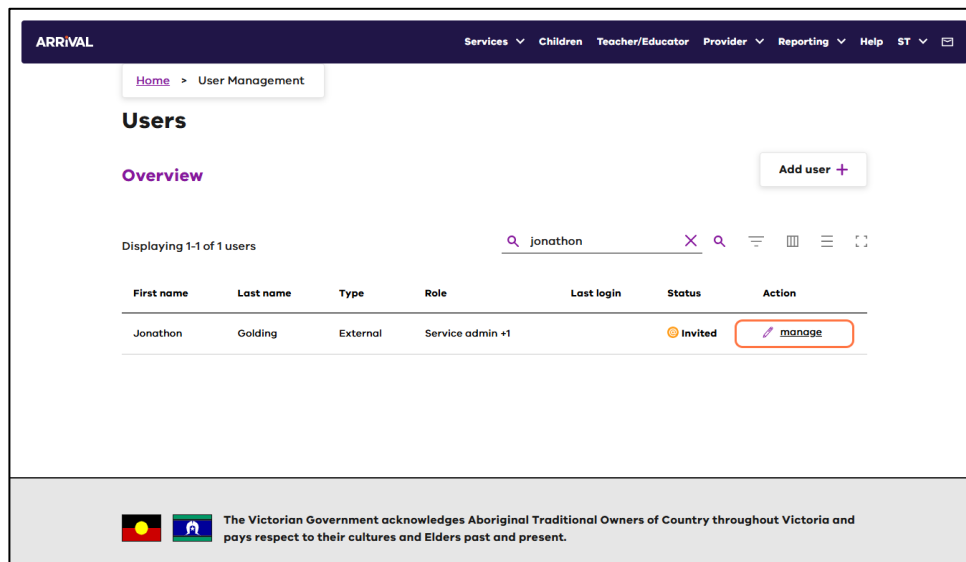 ARRiVAL Services Children Teacher/Educator Provider Reporting Help ST
Home > User Management
Users
Overview
Add user +
Displaying 1-1 of 1 users
jonathon
First name Last name Type Role Last login Status Action
Jonathon Golding External Service admin +1 Invited manage
The Victorian Government acknowledges Aboriginal Traditional Owners of Country throughout Victoria and
pays respect to their cultures and Elders past and present.